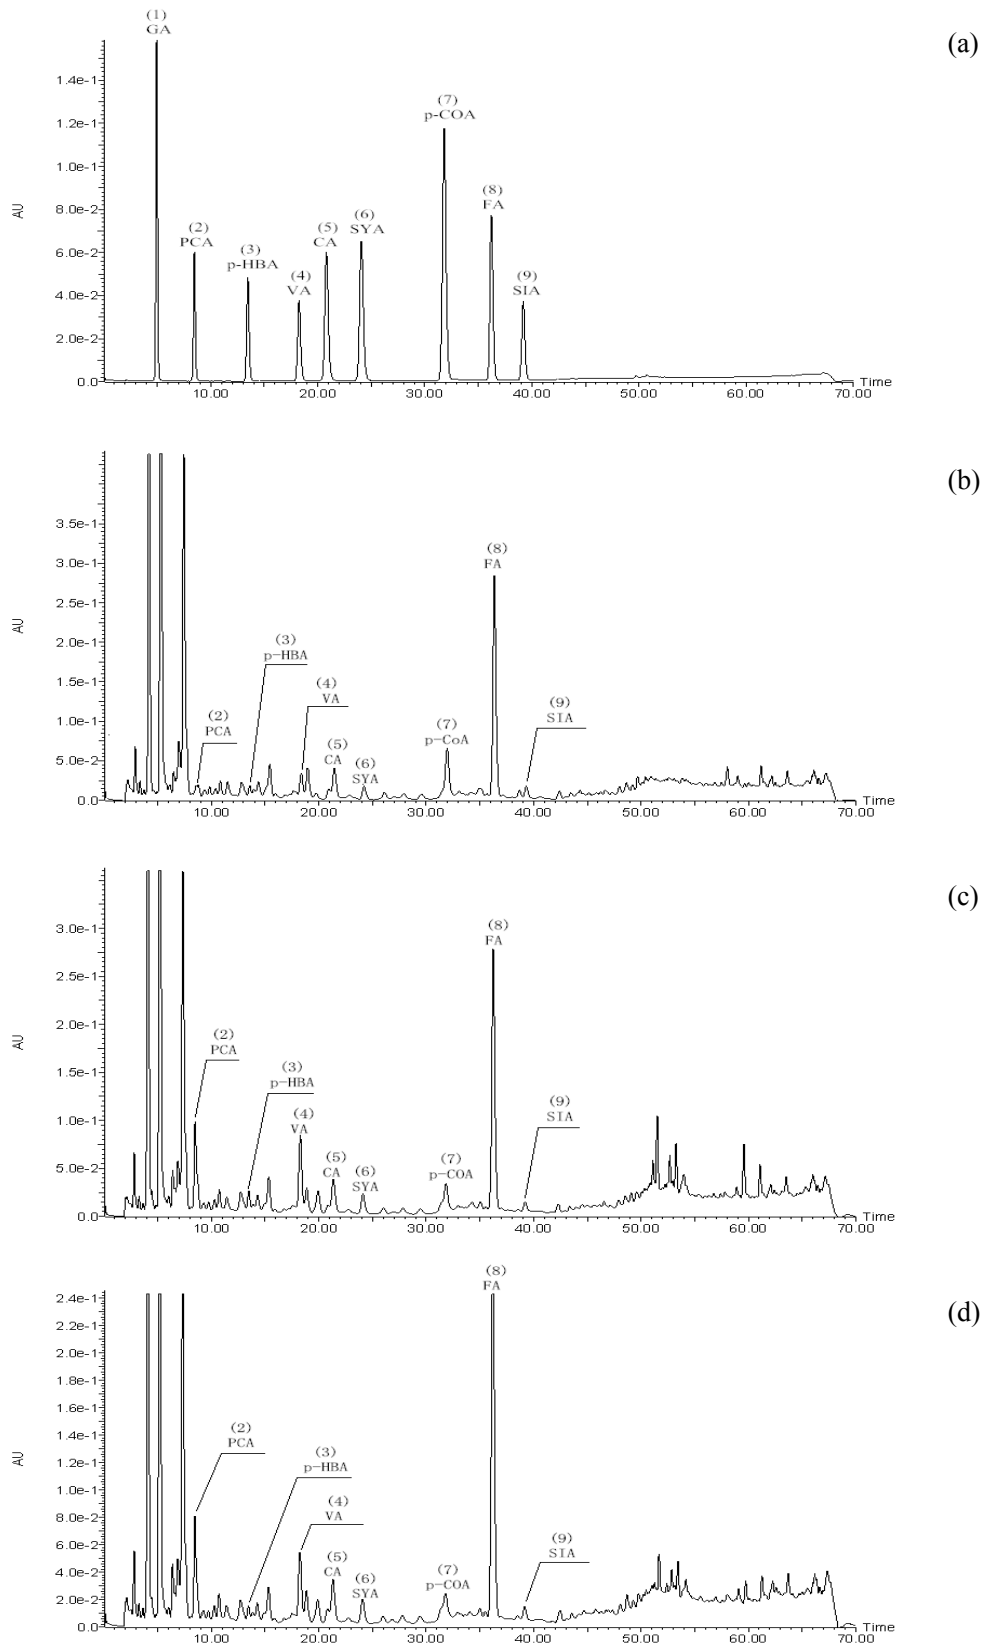 (1)
GA
(a)
1.4e-1
(7)
p-COA
1.2e-1
1.0e-1
(8)
FA
8.0e-2
AU
(6)
SYA
(2)
PCA
(5)
CA
(3)
p-HBA
6.0e-2
(4)
VA
(9)
SIA
4.0e-2
2.0e-2
0.0
Time
10.00 20.00 30.00 40.00 50.00 60.00 70.00
(b)
3.5e-1
(8)
FA
3.0e-1
2.5e-1
AU
(3)
p-HBA
2.0e-1
1.5e-1
(4)
VA
(9)
SIA
(2)
PCA
1.0e-1
(7)
p-CoA
(5)
CA
(6)
SYA
5.0e-2
0.0
Time
10.00 20.00 30.00 40.00 50.00 60.00 70.00
(c)
3.0e-1
(8)
FA
2.5e-1
AU
2.0e-1
(2)
PCA
1.5e-1
(3)
p-HBA
(9)
SIA
1.0e-1
(4)
VA
(5)
CA
(6)
SYA
(7)
p-COA
5.0e-2
0.0
Time
10.00 20.00 30.00 40.00 50.00 60.00 70.00
(8)
FA
(d)
2.4e-1
2.2e-1
2.0e-1
1.8e-1
1.6e-1
1.4e-1
AU
(2)
PCA
1.2e-1
(3)
p-HBA
1.0e-1
(4)
VA
8.0e-2
(9)
SIA
6.0e-2
(5)
CA
(6)
SYA
(7)
p-COA
4.0e-2
2.0e-2
0.0
Time
10.00 20.00 30.00 40.00 50.00 60.00 70.00